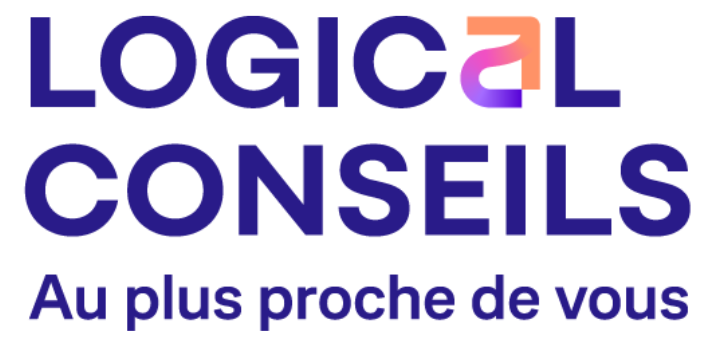 LOGICaL
CONSEILS
Au plus proche de vous